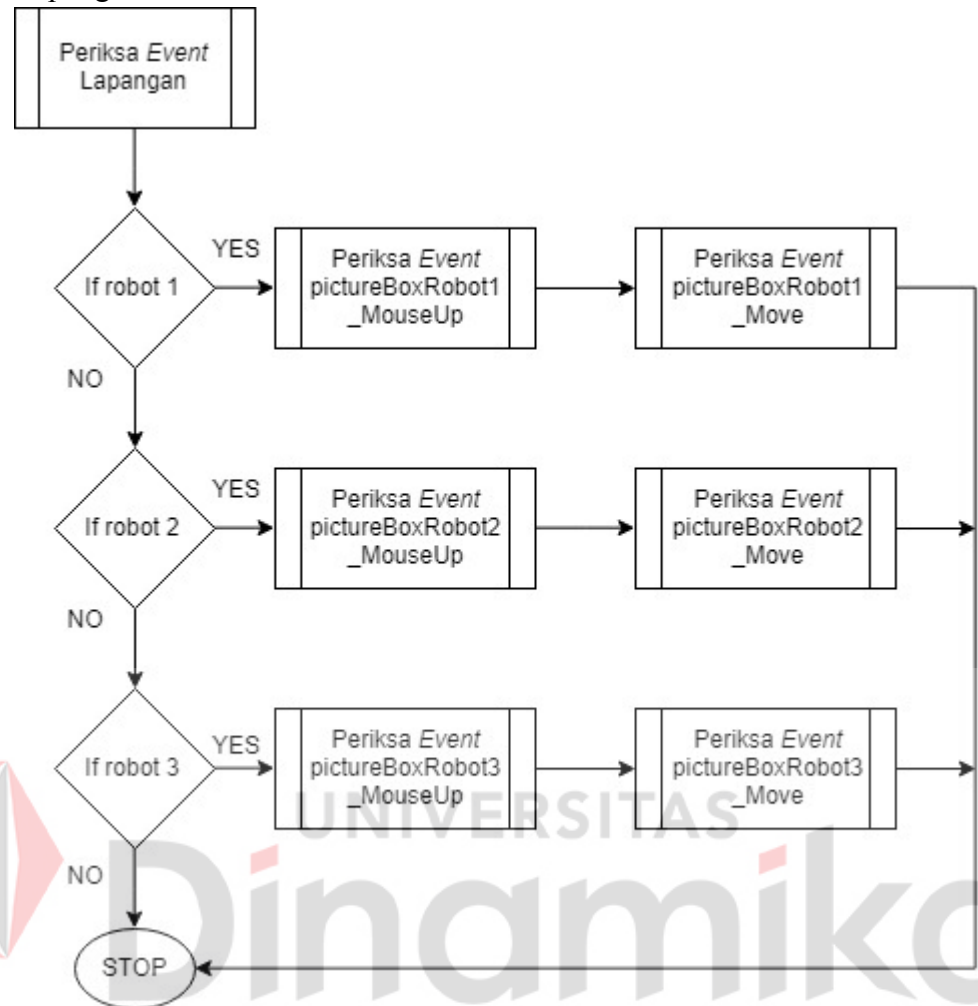 Periksa Event
Lapangan
If robot 1
YES
Periksa Event
pictureBoxRobot1
_MouseUp
Periksa Event
pictureBoxRobot1
_Move
NO
If robot 2
YES
Periksa Event
pictureBoxRobot2
_MouseUp
Periksa Event
pictureBoxRobot2
_Move
NO
If robot 3
YES
Periksa Event
pictureBoxRobot3
_MouseUp
Periksa Event
pictureBoxRobot3
_Move
UNIVERSITAS
Dinamika
NO
STOP